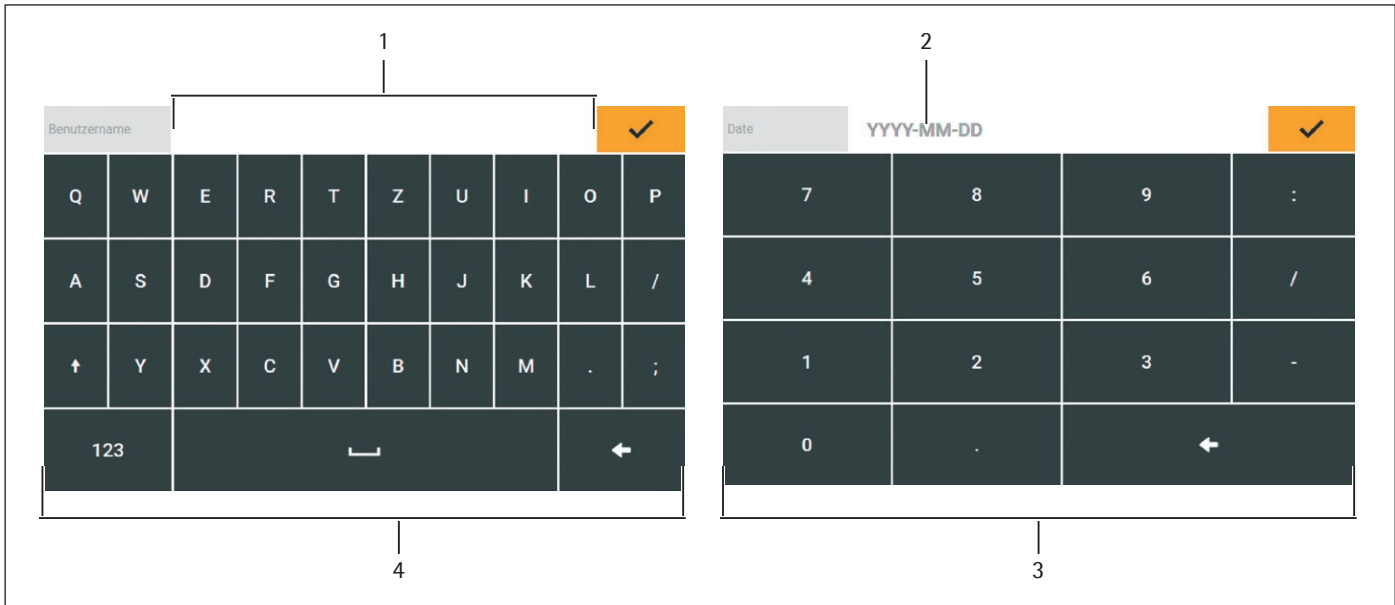 1
2
Benutzername
Date
YYYY-MM-DD
Q W E R T Z U I O P
A S D F G H J K L /
Y X C V B N M . ;
123
7 8 9 :
4 5 6 /
1 2 3 -
0 .
4
3